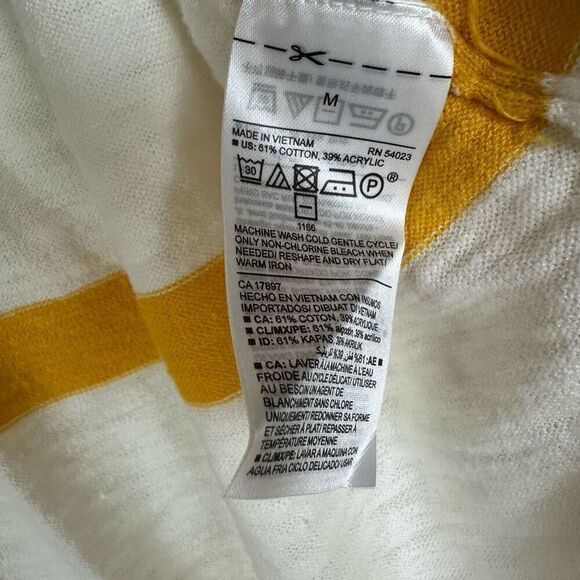 M
MADE IN VIETNAM RN 54023
■ US: 61% COTTON, 39% ACRYLIC
30 P ®
1166
MACHINE WASH COLD GENTLE CYCLE/
ONLY NON-CHLORINE BLEACH WHEN
NEEDED/ RESHAPE AND DRY FLAT/
WARM IRON
CA 17897
HECHO EN VIETNAM CON INSUMOS
IMPORTADOS/ DIBUAT DI VIETNAM
■ CA: 61% COTTON, 39% ACRYLIQUE
■ CLIMX/PE: 61% algodón 39% acrílico
■ ID: 61% KAPAS, 39% AKRILIK
■ CA: LAVER À LA MACHINE À L'EAU
FROIDE AU CYCLE DÉLICAT/ UTILISER
AU BESOIN UN AGENT DE
BLANCHIMENT SANS CHLORE
UNIQUEMENT/ REDONNER SA FORME
ET SÉCHER À PLAT/ REPASSER À
TEMPÉRATURE MOYENNE
■ CLIMX/PE: LAVAR A MAQUINA CON
AGUA FRIA CICLO DELICADO/ USAR